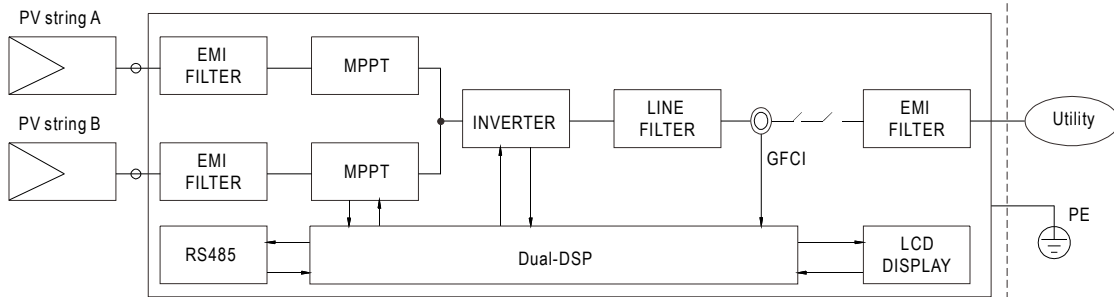 PV string A
EMI
FILTER
MPPT
PV string B
EMI
FILTER
MPPT
INVERTER
LINE
FILTER
GFCI
EMI
FILTER
Utility
PE
RS485
Dual-DSP
LCD
DISPLAY